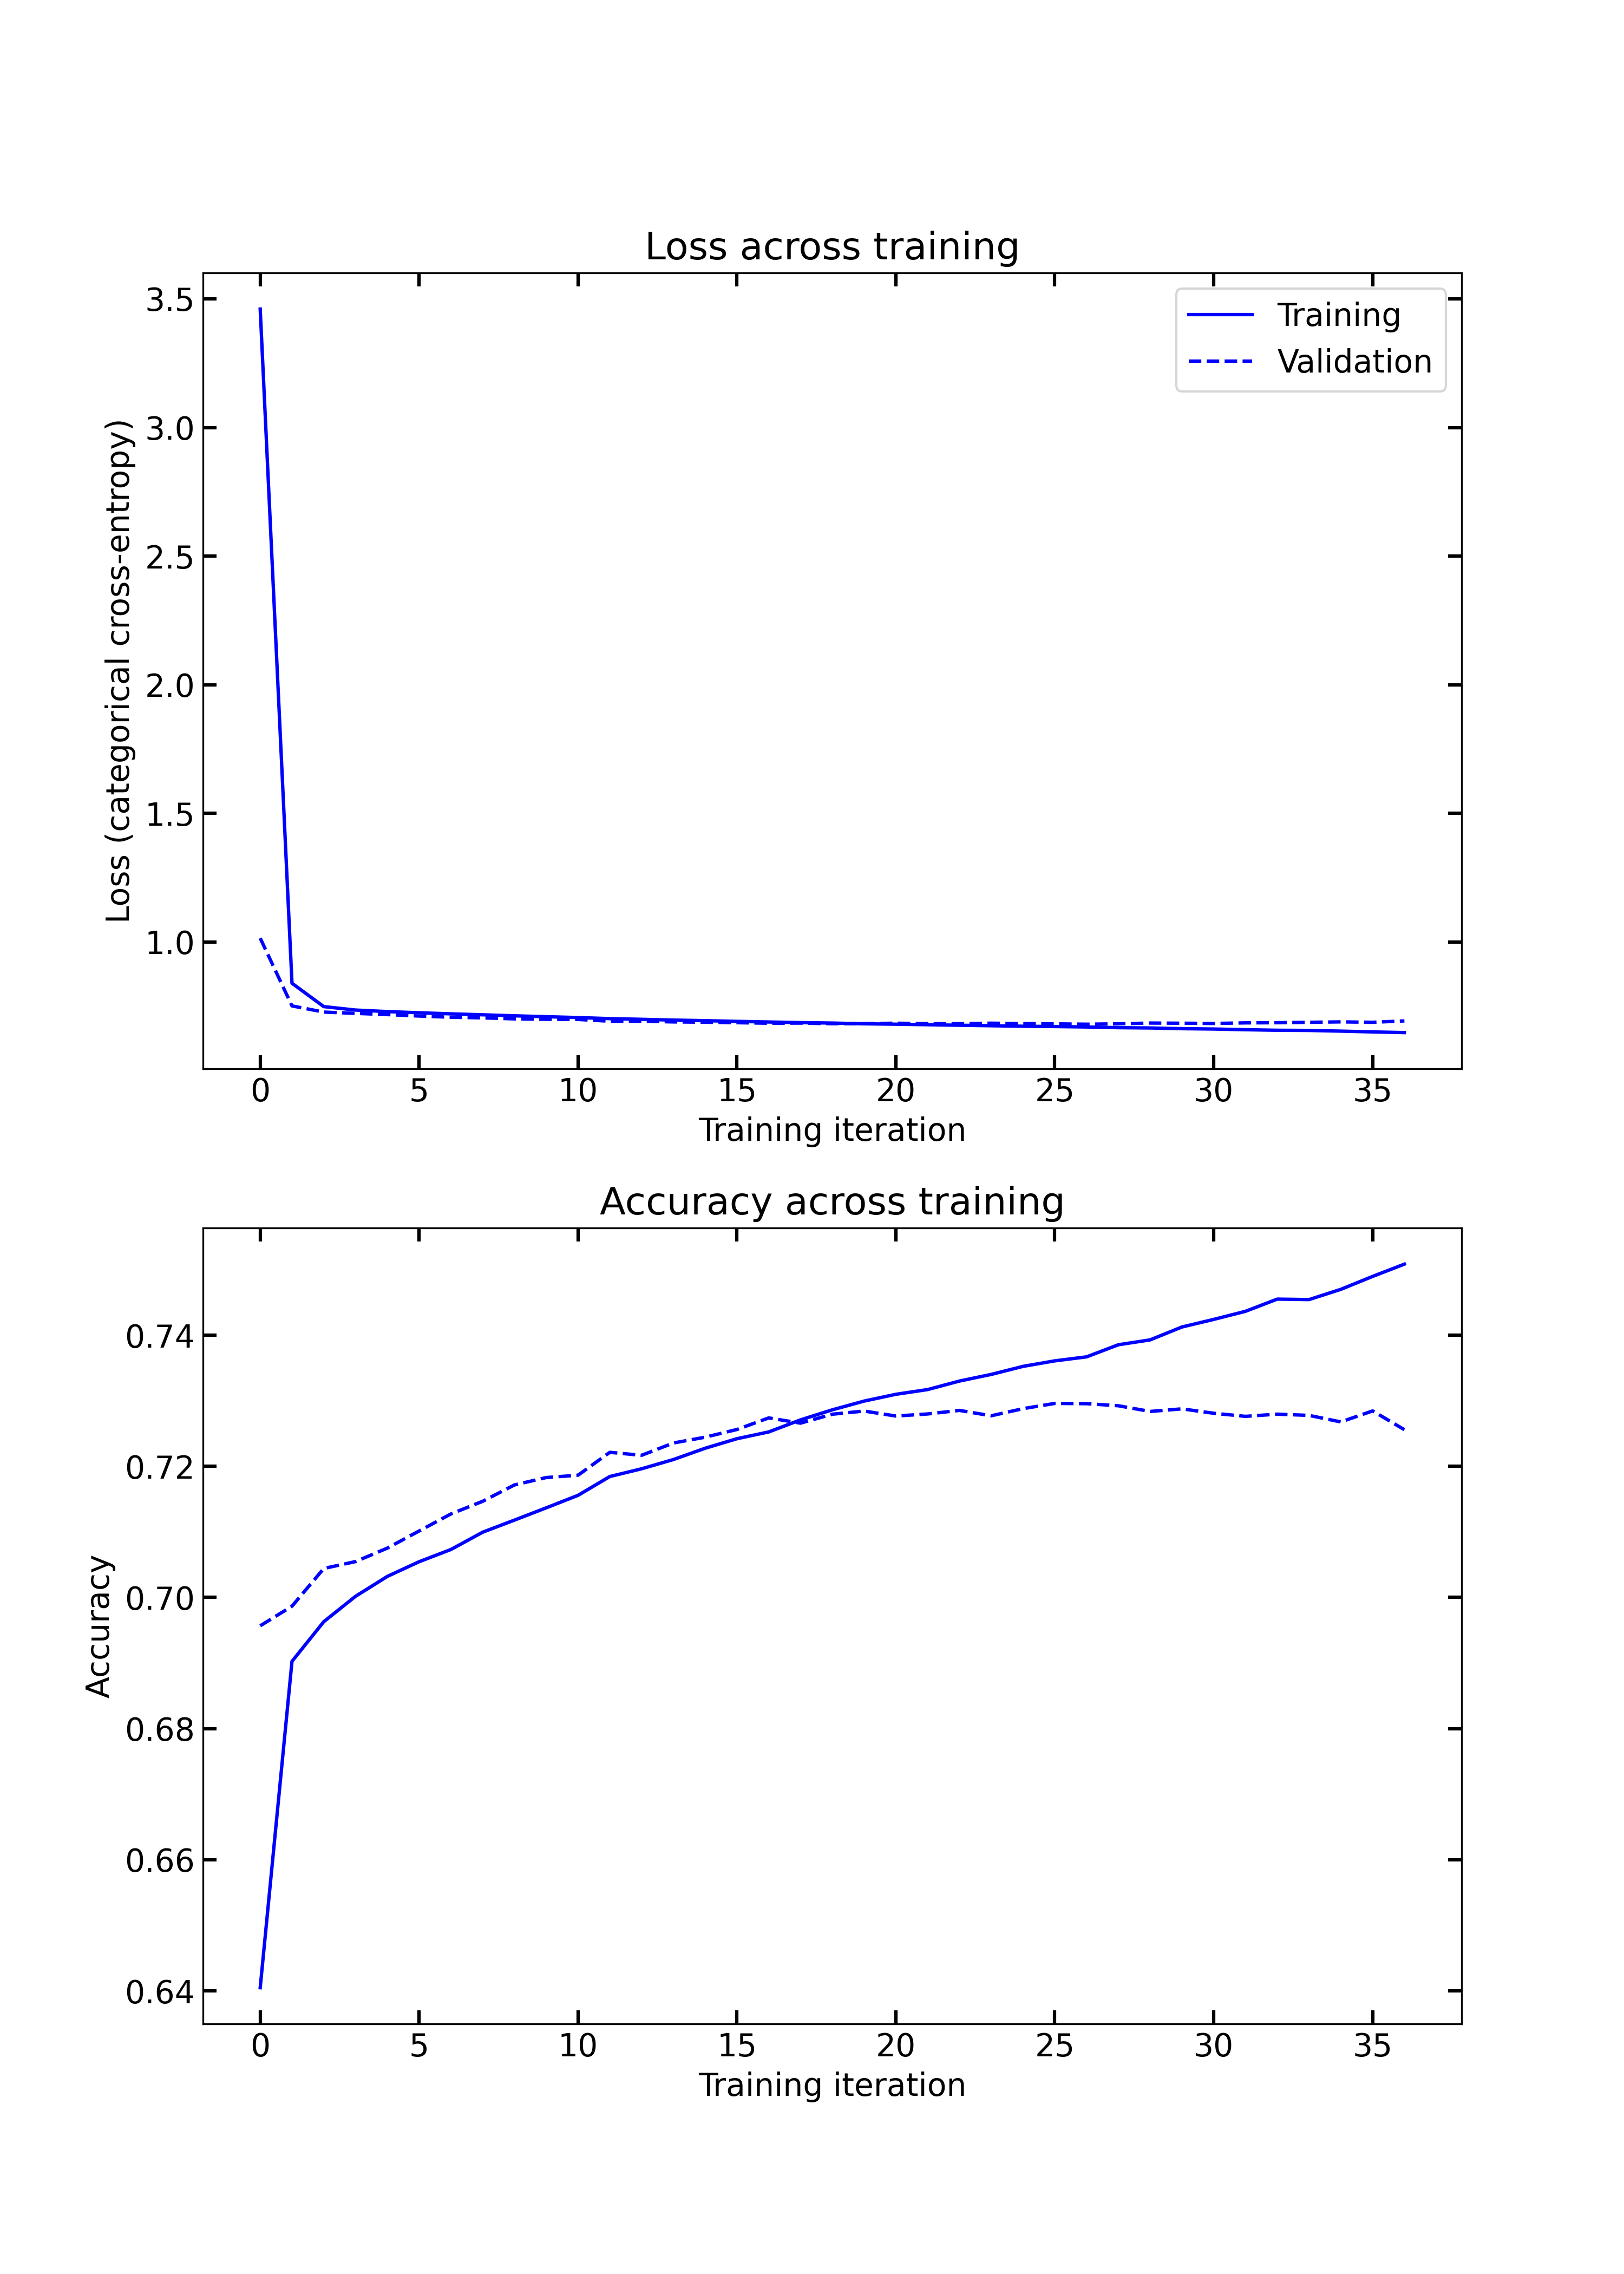 Loss across training
3.5
3.0
2.5
2.0
1.5
1.0
Loss (categorical cross-entropy)
Training
Validation
0 5 10 15 20 25 30 35
Training iteration
Accuracy across training
0.74
0.72
0.70
0.68
0.66
0.64
Accuracy
0 5 10 15 20 25 30 35
Training iteration